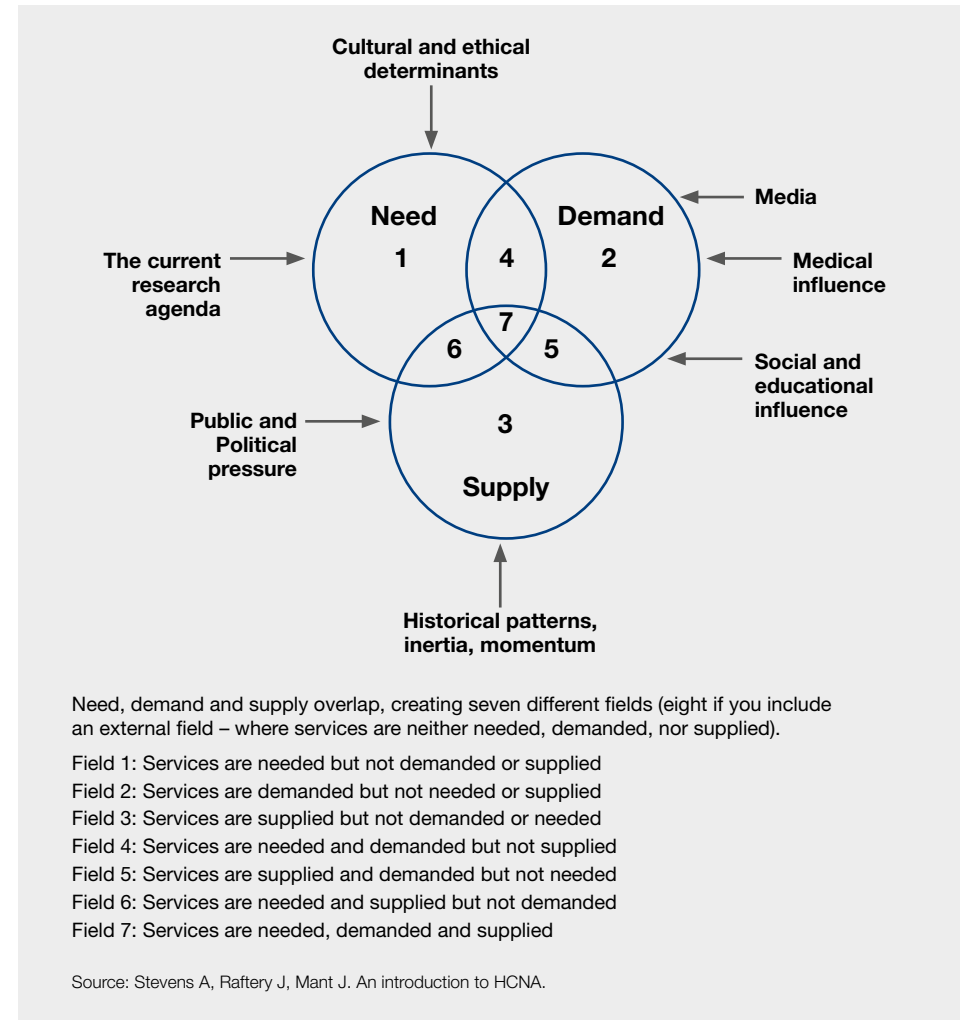 Cultural and ethical
determinants
Need
Demand
Media
1
4
2
The current
research
agenda
Medical
influence
7
6
5
Social and
educational
influence
Public and
Political
pressure
3
Supply
Historical patterns,
inertia, momentum
Need, demand and supply overlap, creating seven different fields (eight if you include
an external field – where services are neither needed, demanded, nor supplied).
Field 1: Services are needed but not demanded or supplied
Field 2: Services are demanded but not needed or supplied
Field 3: Services are supplied but not demanded or needed
Field 4: Services are needed and demanded but not supplied
Field 5: Services are supplied and demanded but not needed
Field 6: Services are needed and supplied but not demanded
Field 7: Services are needed, demanded and supplied
Source: Stevens A, Raftery J, Mant J. An introduction to HCNA.